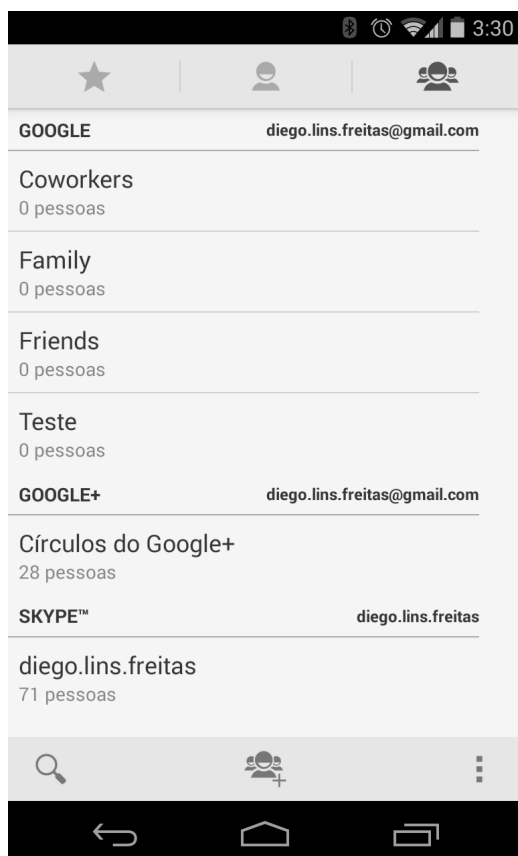 3:30
GOOGLE diego.lins.freitas@gmail.com
Coworkers
0 pessoas
Family
0 pessoas
Friends
0 pessoas
Teste
0 pessoas
GOOGLE+ diego.lins.freitas@gmail.com
Círculos do Google+
28 pessoas
SKYPE™ diego.lins.freitas
diego.lins.freitas
71 pessoas